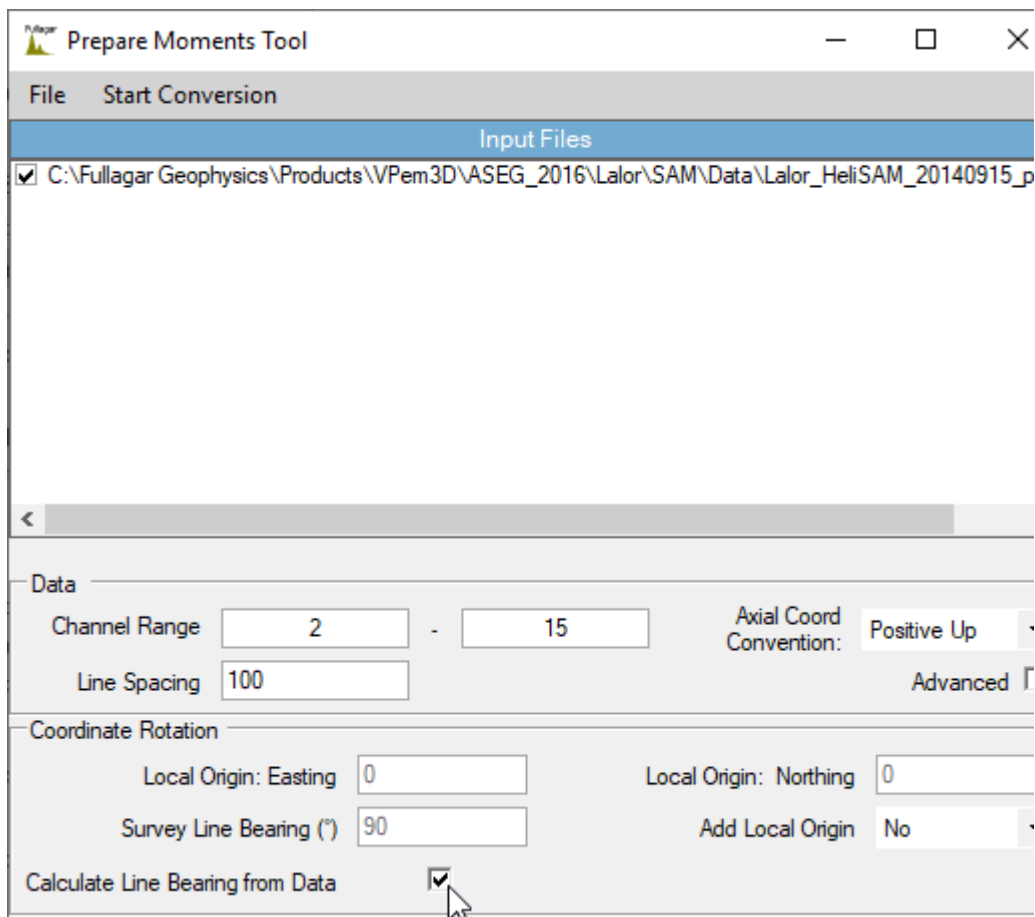 Fullagar
Prepare Moments Tool
File Start Conversion
Input Files
C:\Fullagar Geophysics\Products\VPem3D\ASEG_2016\Lalor\SAM\Data\Lalor_HeliSAM_20140915_p
Data
Channel Range 2 - 15 Axial Coord Convention: Positive Up
Line Spacing 100 Advanced
Coordinate Rotation
Local Origin: Easting 0 Local Origin: Northing 0
Survey Line Bearing (°) 90 Add Local Origin No
Calculate Line Bearing from Data